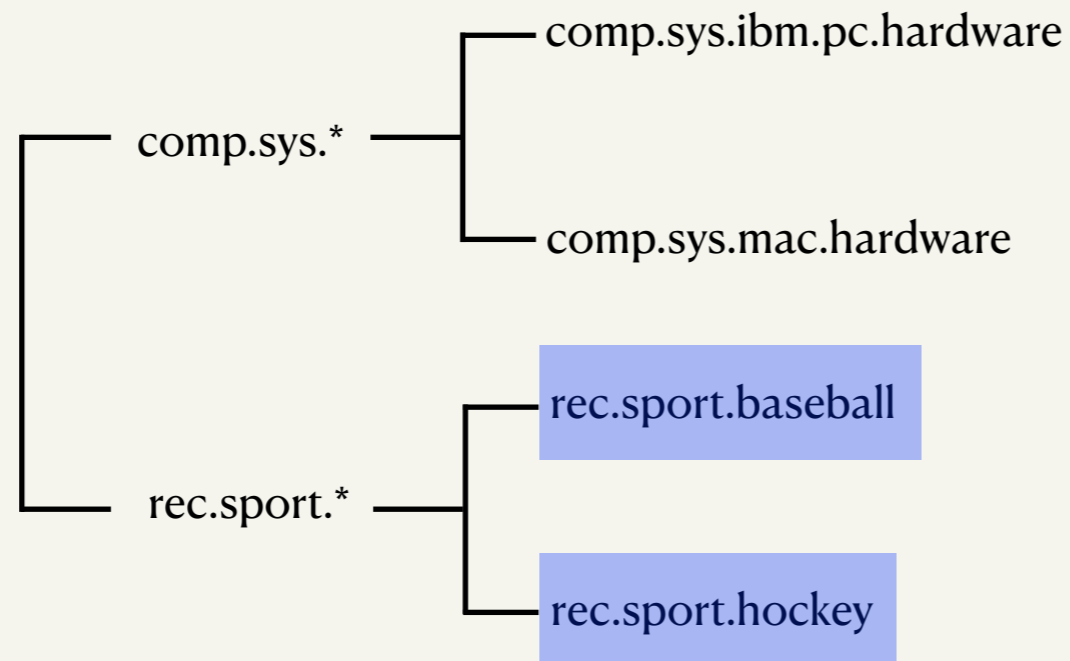 comp.sys.ibm.pc.hardware
comp.sys.*
comp.sys.mac.hardware
rec.sport.baseball
rec.sport.*
rec.sport.hockey